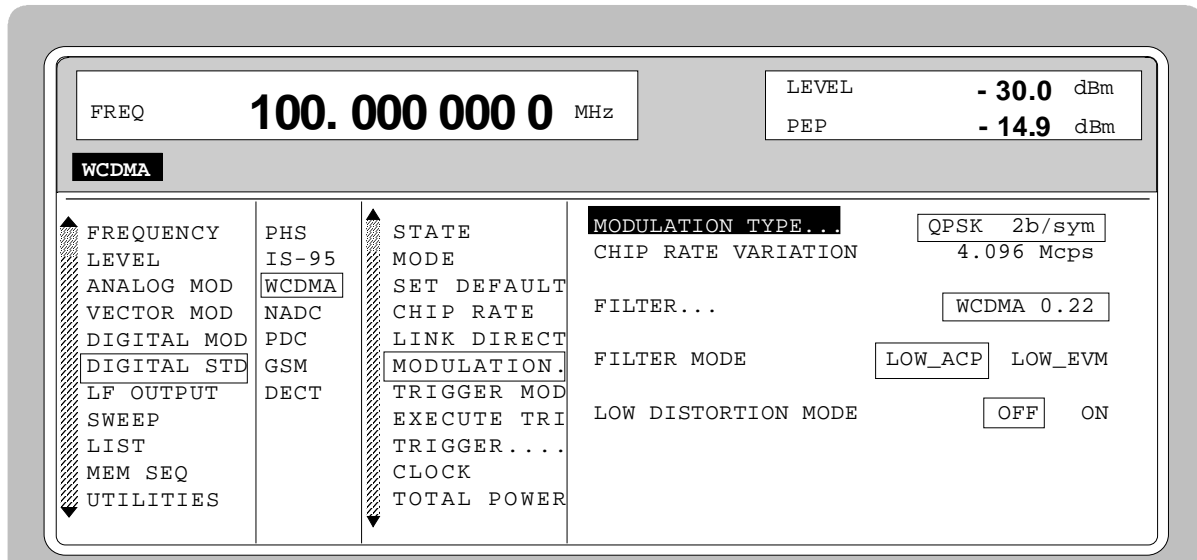 FREQ 100. 000 000 0 MHz
LEVEL - 30.0 dBm
PEP - 14.9 dBm
WCDMA
FREQUENCY
LEVEL
ANALOG MOD
VECTOR MOD
DIGITAL MOD
DIGITAL STD
LF OUTPUT
SWEEP
LIST
MEM SEQ
UTILITIES
PHS
IS-95
WCDMA
NADC
PDC
GSM
DECT
STATE
MODE
SET DEFAULT
CHIP RATE
LINK DIRECT
MODULATION.
TRIGGER MOD
EXECUTE TRI
TRIGGER....
CLOCK
TOTAL POWER
MODULATION TYPE... QPSK 2b/sym
CHIP RATE VARIATION 4.096 Mcps
FILTER... WCDMA 0.22
FILTER MODE LOW_ACP LOW_EVM
LOW DISTORTION MODE OFF ON